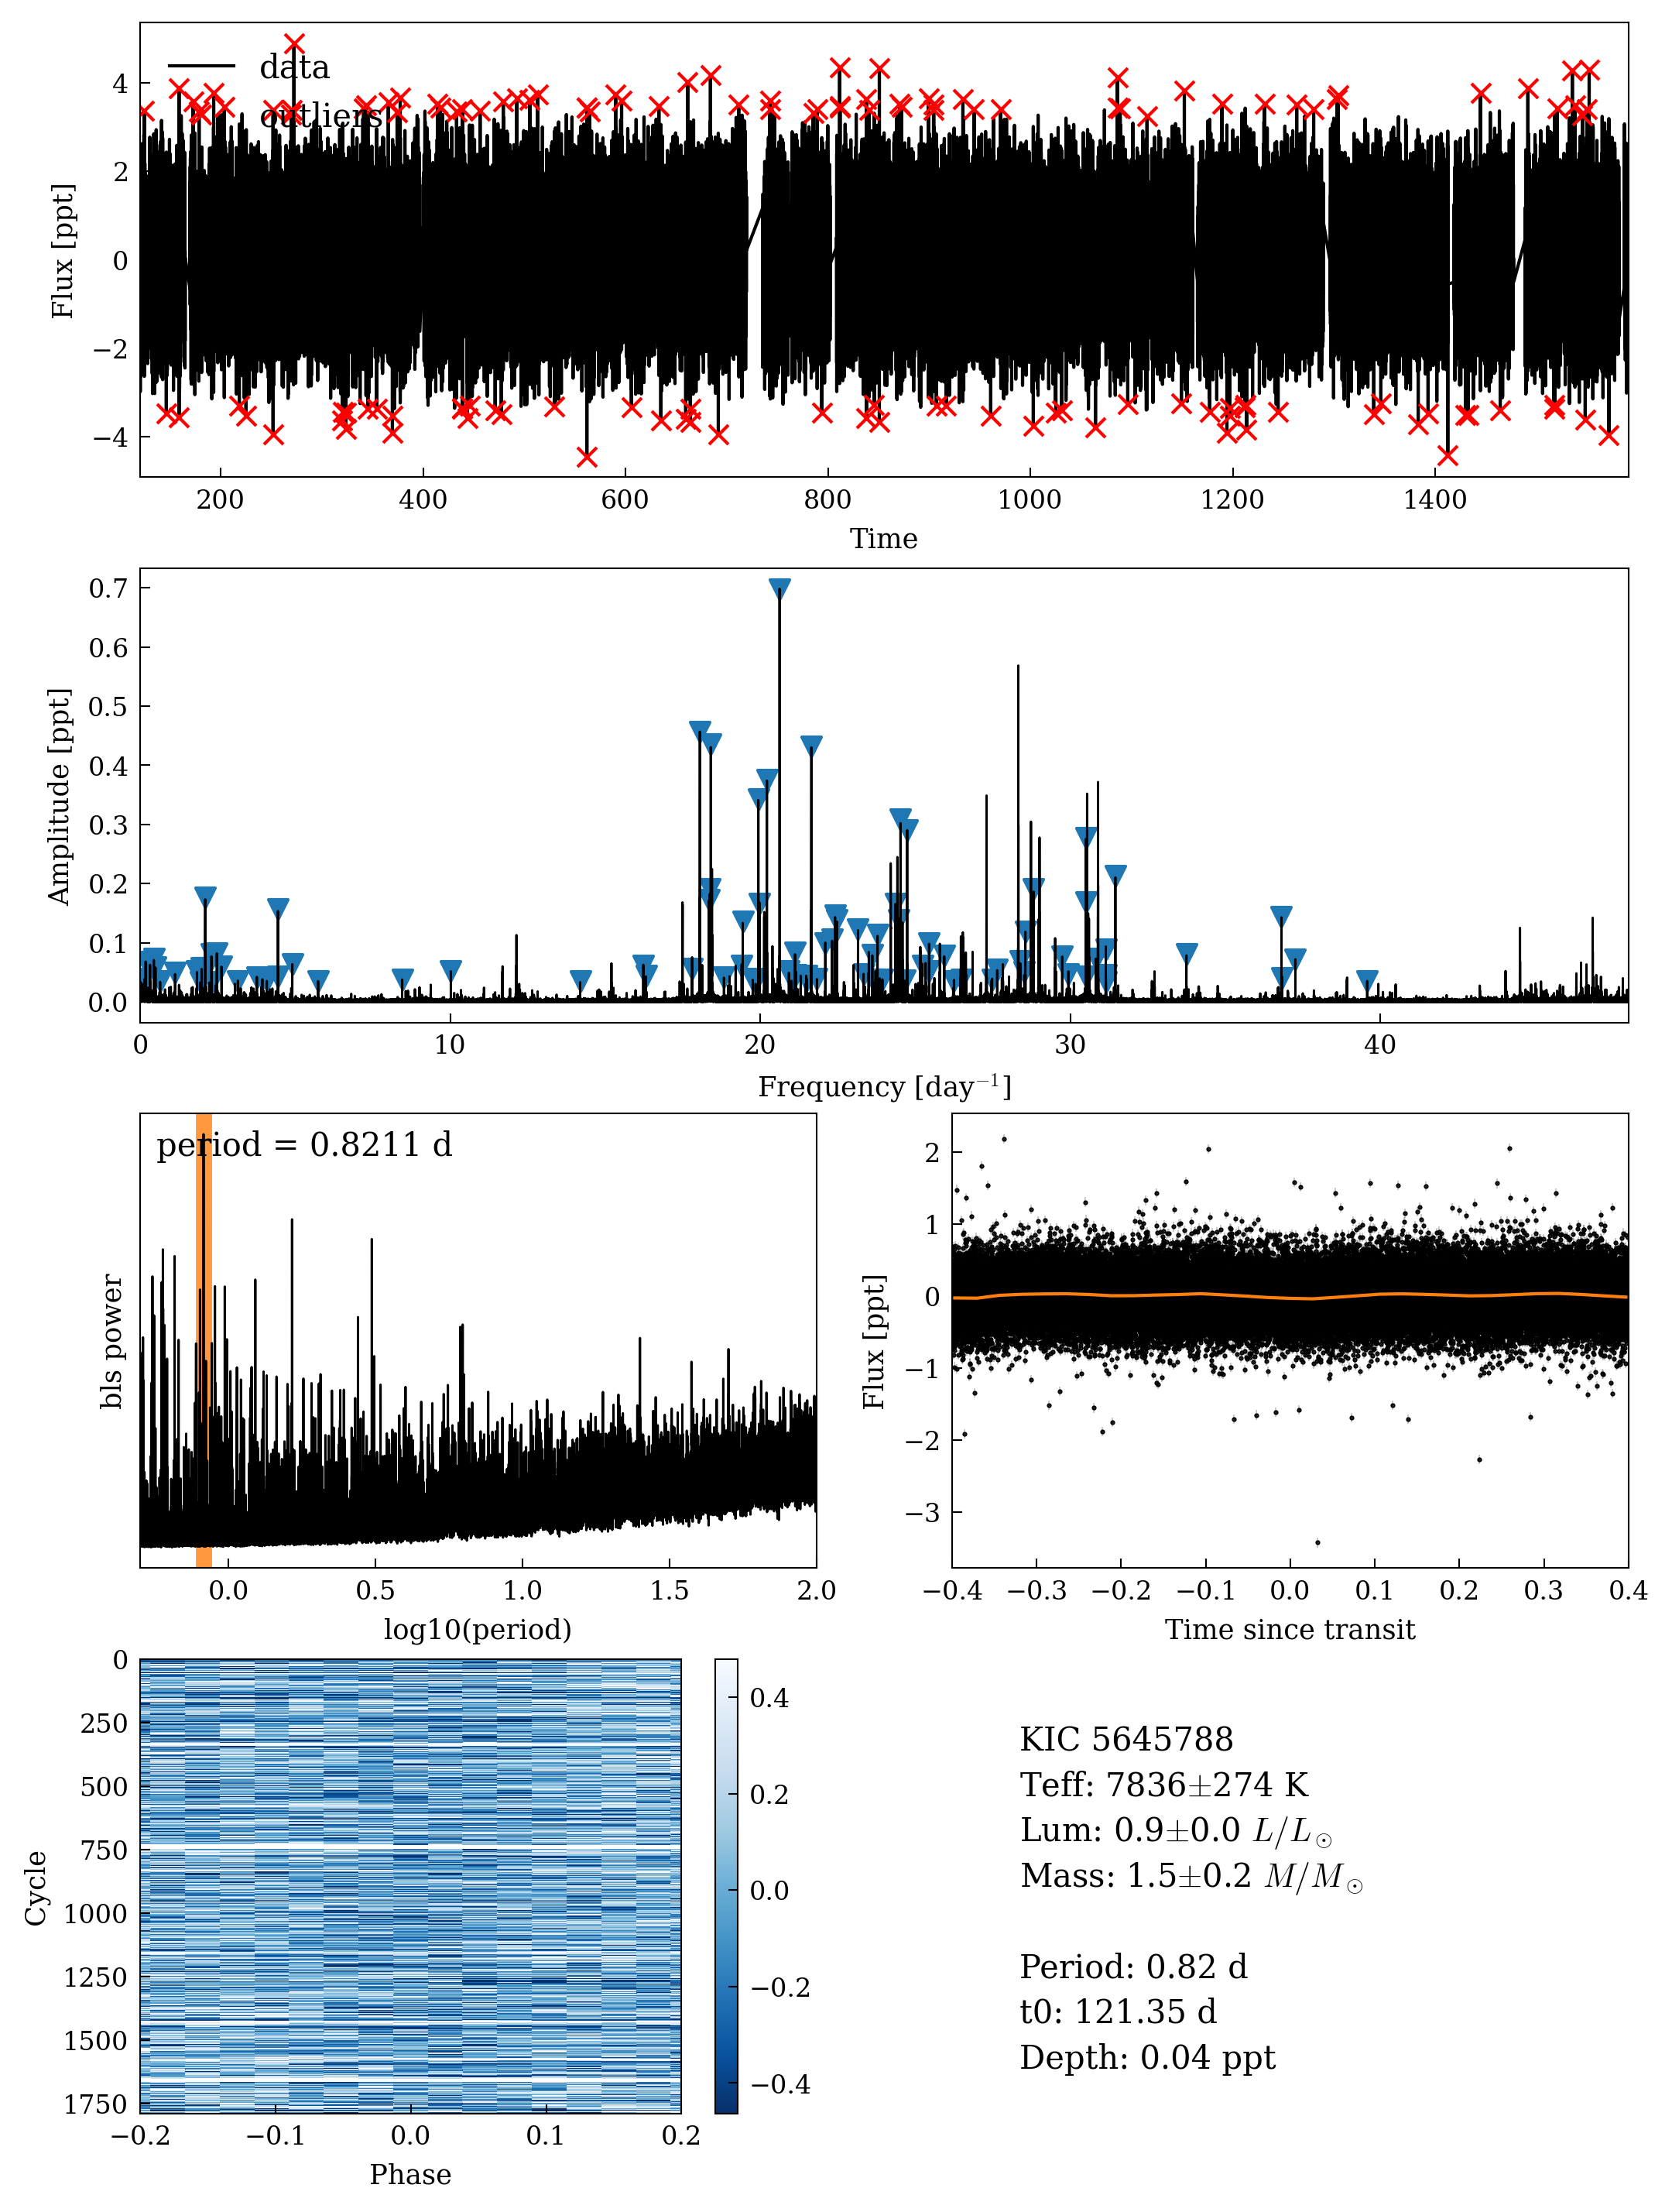 data
outliers
4
2
0
−2
−4
Flux [ppt]
200 400 600 800 1000 1200 1400
Time
0.7
0.6
0.5
0.4
0.3
0.2
0.1
0.0
Amplitude [ppt]
0 10 20 30 40
Frequency [day⁻¹]
period = 0.8211 d
bls power
0.0 0.5 1.0 1.5 2.0
log10(period)
2
1
0
−1
−2
−3
Flux [ppt]
−0.4 −0.3 −0.2 −0.1 0.0 0.1 0.2 0.3 0.4
Time since transit
0
250
500
750
1000
1250
1500
1750
Cycle
−0.2 −0.1 0.0 0.1 0.2
Phase
0.4
0.2
0.0
−0.2
−0.4
KIC 5645788
Teff: 7836±274 K
Lum: 0.9±0.0 L/L⊙
Mass: 1.5±0.2 M/M⊙
Period: 0.82 d
t0: 121.35 d
Depth: 0.04 ppt